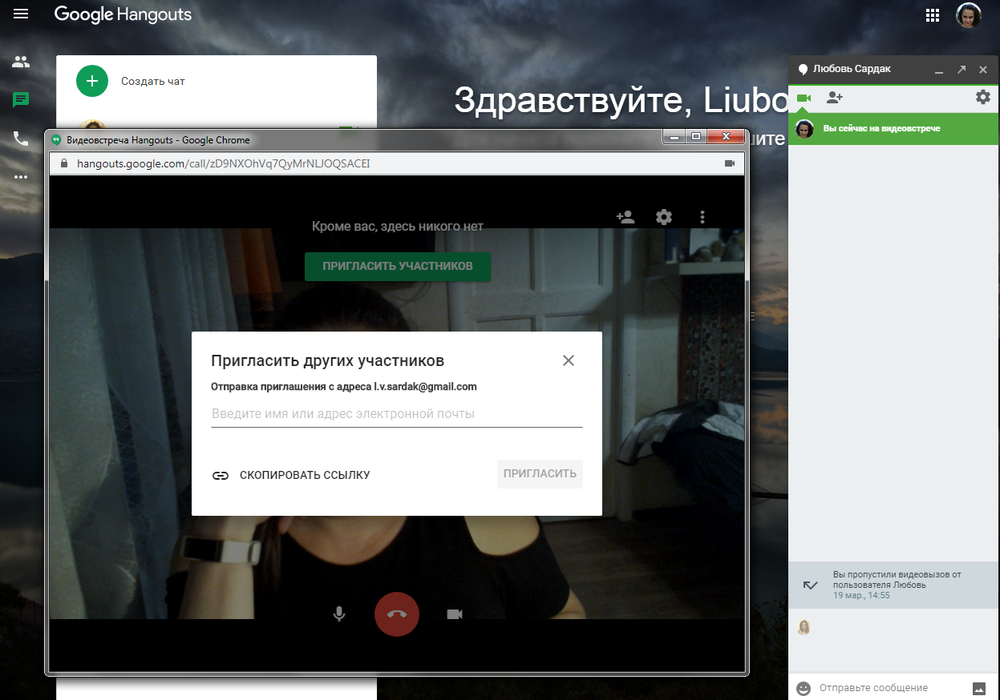 Google Hangouts
Создать чат
Здравствуйте, Liubo
Видеовстреча Hangouts - Google Chrome
hangouts.google.com/call/zD9NXOhVq7QyMrNLJOQSACEI
Кроме вас, здесь никого нет
ПРИГЛАСИТЬ УЧАСТНИКОВ
Пригласить других участников
Отправка приглашения с адреса l.v.sardak@gmail.com
Введите имя или адрес электронной почты
СКОПИРОВАТЬ ССЫЛКУ
ПРИГЛАСИТЬ
Любовь Сардак
Вы сейчас на видеовстрече
Вы пропустили видеовызов от
пользователя Любовь
19 мар., 14:55
Отправьте сообщение